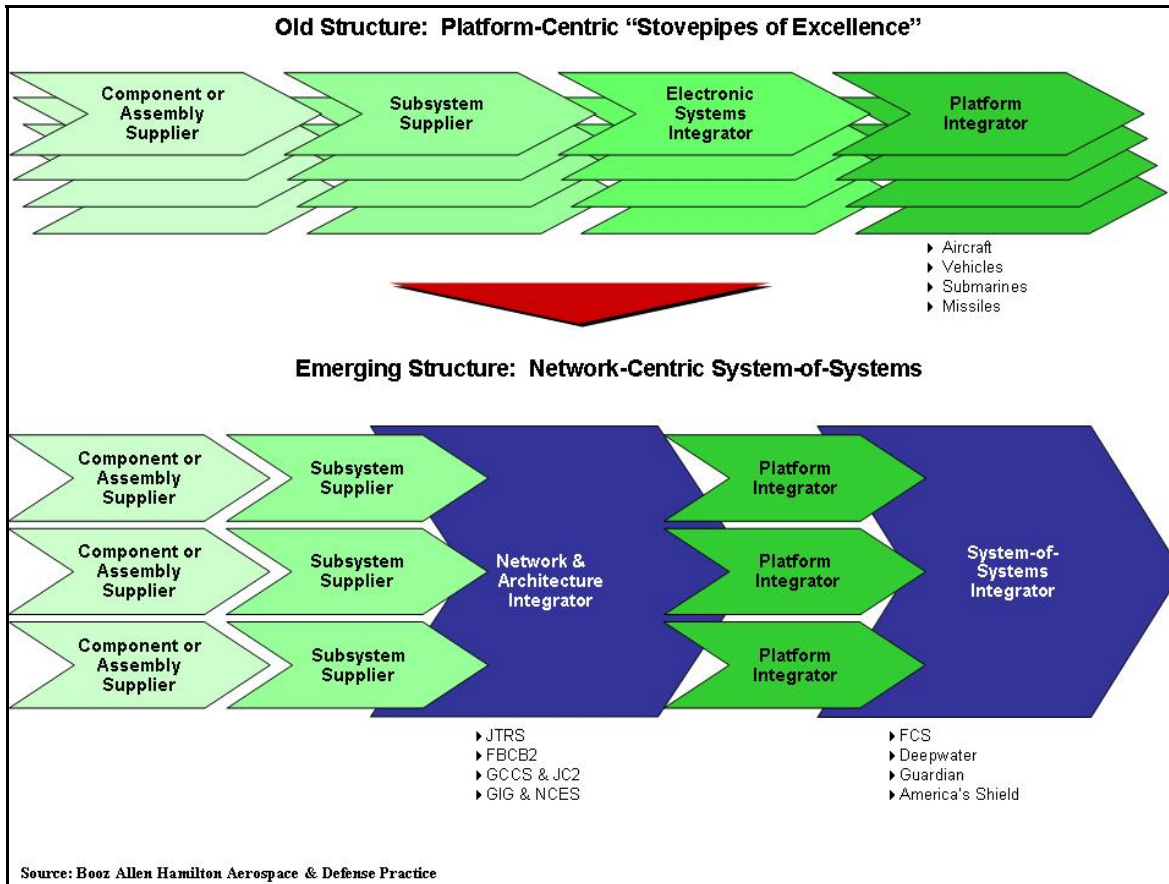 Old Structure: Platform-Centric “Stovepipes of Excellence”
Component or
Assembly
Supplier
Subsystem
Supplier
Electronic
Systems
Integrator
Platform
Integrator
Aircraft
Vehicles
Submarines
Missiles
Emerging Structure: Network-Centric System-of-Systems
Component or
Assembly
Supplier
Subsystem
Supplier
Platform
Integrator
Component or
Assembly
Supplier
Subsystem
Supplier
Network &
Architecture
Integrator
Platform
Integrator
System-of-
Systems
Integrator
Component or
Assembly
Supplier
Subsystem
Supplier
Platform
Integrator
JTRS
FBCB2
GCCS & JC2
GIG & NCES
FCS
Deepwater
Guardian
America's Shield
Source: Booz Allen Hamilton Aerospace & Defense Practice